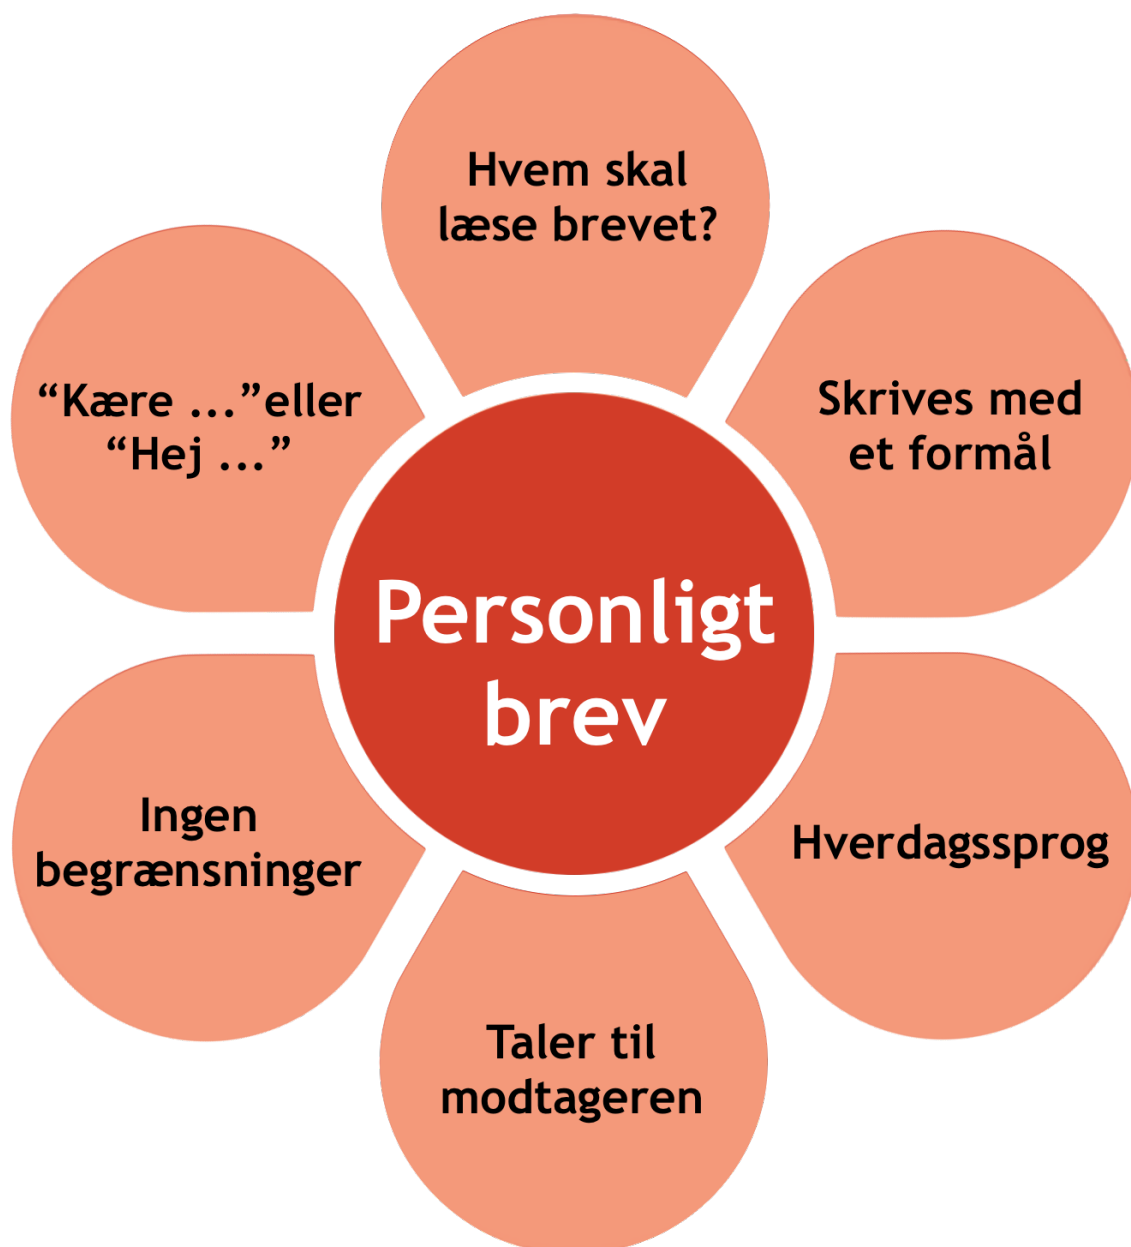 Hvem skal
læse brevet?
Skrives med
et formål
Hverdagssprog
Taler til
modtageren
Ingen
begrænsninger
“Kære ...”eller
“Hej ...”
Personligt
brev